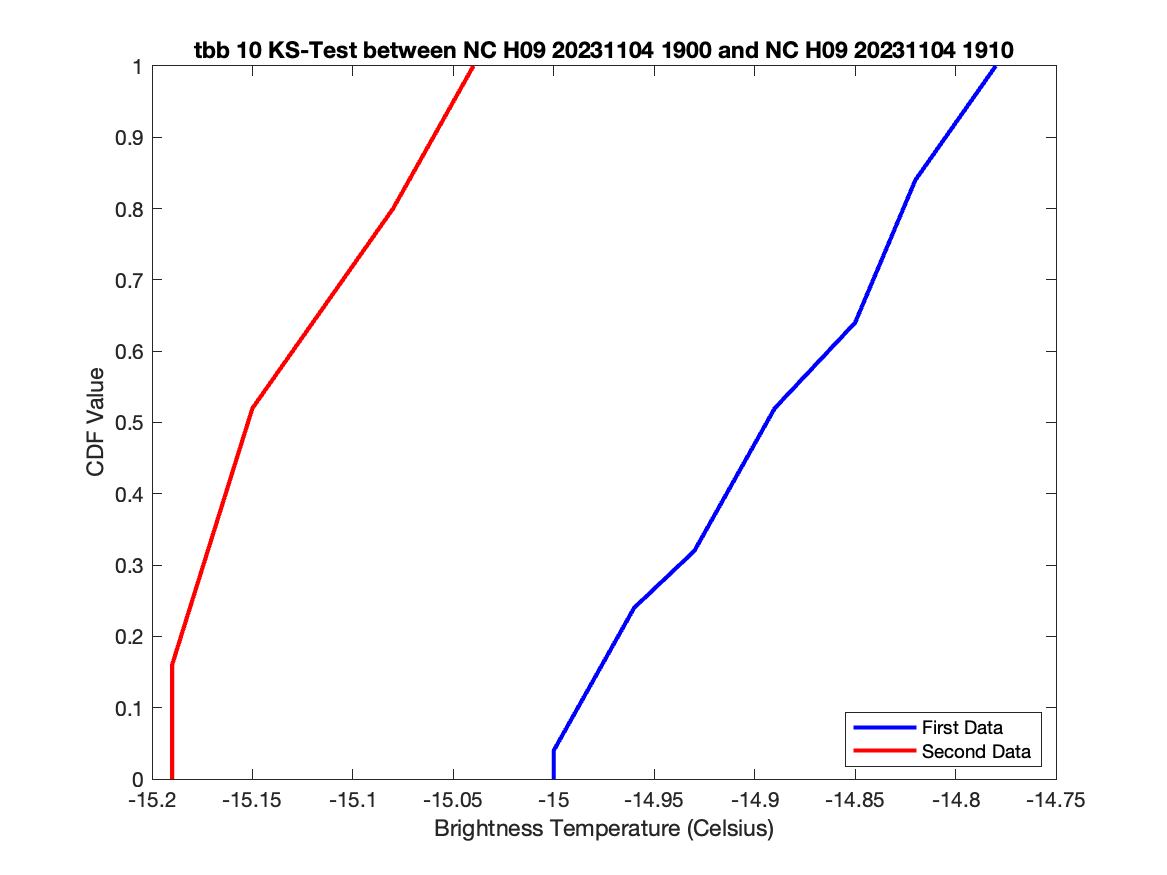 tbb 10 KS-Test between NC H09 20231104 1900 and NC H09 20231104 1910
1
0.9
0.8
0.7
0.6
0.5
0.4
0.3
0.2
0.1
0
CDF Value
First Data
Second Data
-15.2 -15.15 -15.1 -15.05 -15 -14.95 -14.9 -14.85 -14.8 -14.75
Brightness Temperature (Celsius)